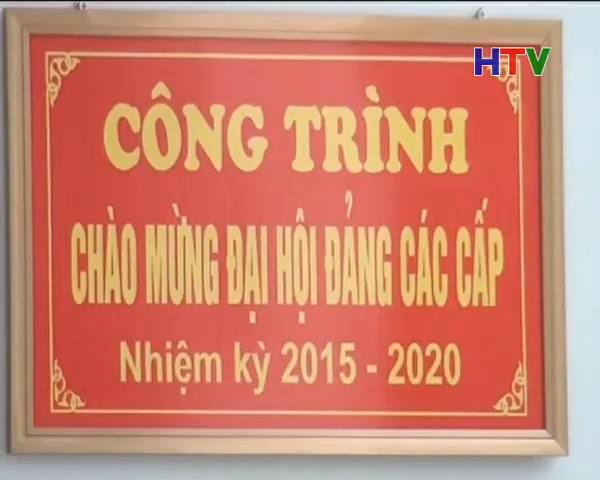 HTV
CÔNG TRÌNH
CHÀO MỪNG ĐẠI HỘI ĐẢNG CÁC CẤP
Nhiệm kỳ 2015 - 2020